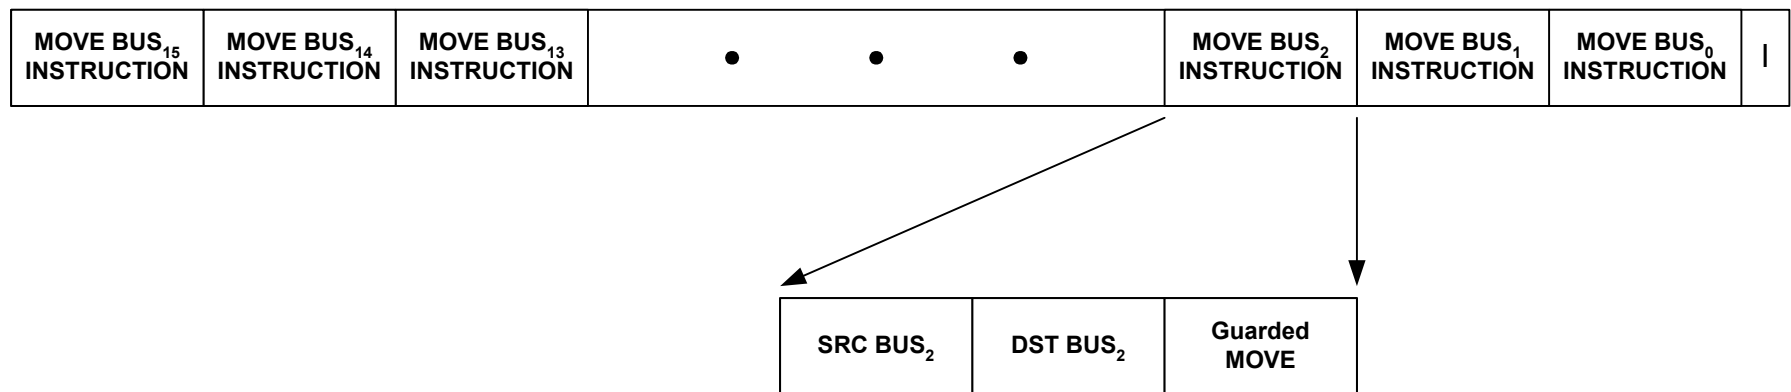 MOVE BUS15
INSTRUCTION
MOVE BUS14
INSTRUCTION
MOVE BUS13
INSTRUCTION
MOVE BUS2
INSTRUCTION
MOVE BUS1
INSTRUCTION
MOVE BUS0
INSTRUCTION
I
SRC BUS2
DST BUS2
Guarded
MOVE